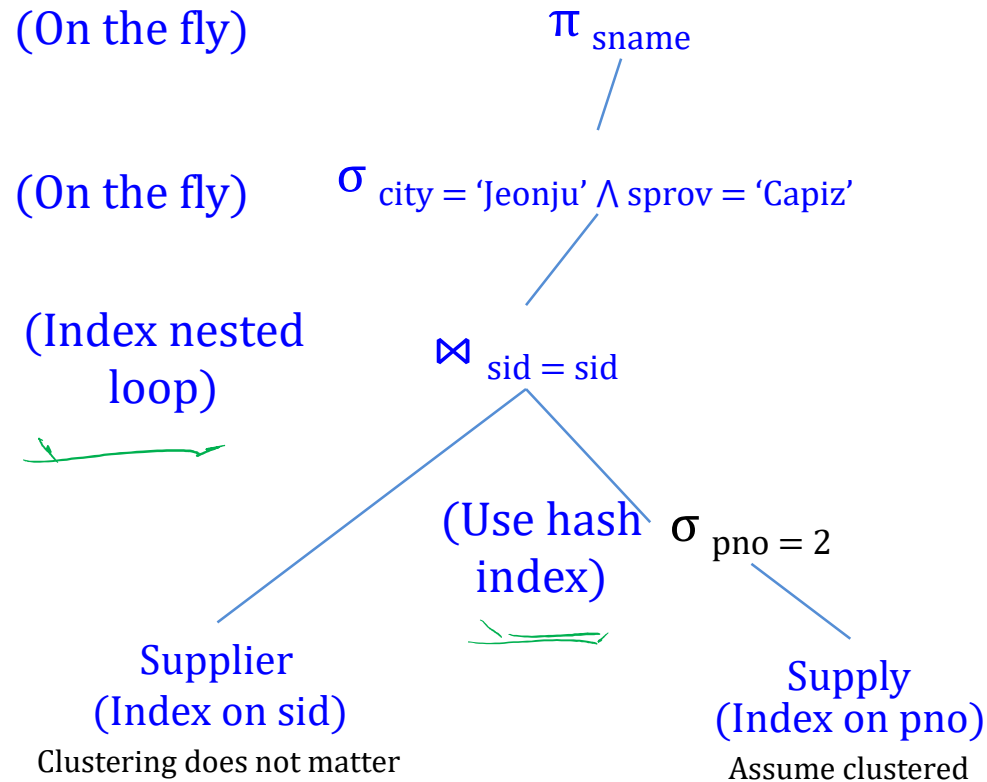 (On the fly)
π sname
(On the fly)
σ city = ‘Jeonju’ Λ sprov = ‘Capiz’
(Index nested
loop)
⋈ sid = sid
(Use hash
index)
σ pno = 2
Supplier
(Index on sid)
Clustering does not matter
Supply
(Index on pno)
Assume clustered